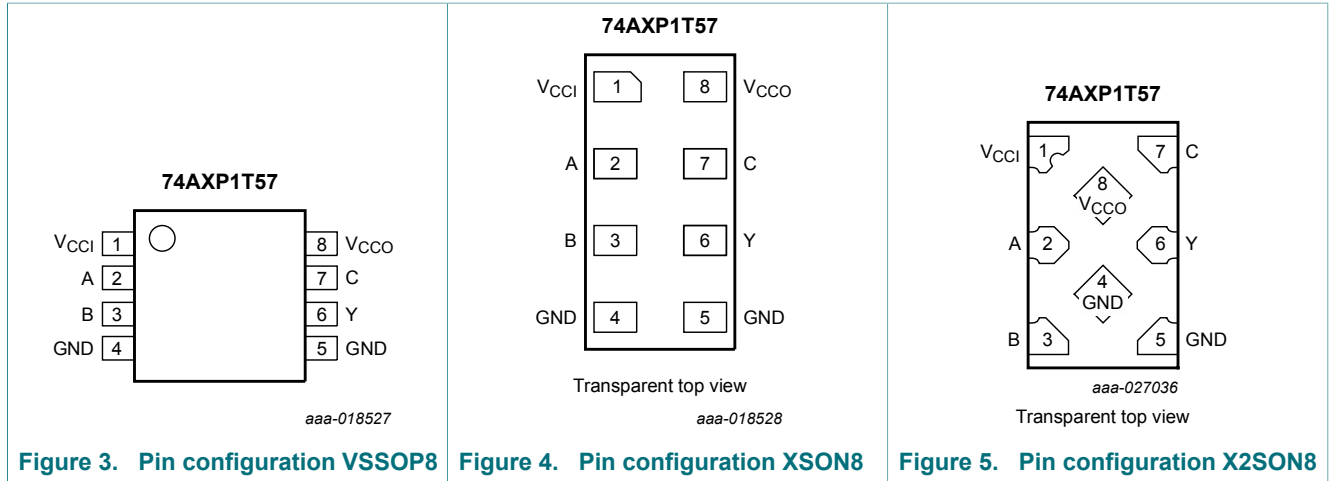 74AXP1T57
VCCI 1 8 VCCO
A 2 7 C
B 3 6 Y
GND 4 5 GND
aaa-018527
Figure 3. Pin configuration VSSOP8
74AXP1T57
VCCI 1 8 VCCO
A 2 7 C
B 3 6 Y
GND 4 5 GND
Transparent top view
aaa-018528
Figure 4. Pin configuration XSON8
74AXP1T57
VCCI 1 7 C
8
VCCO
A 2 6 Y
4
GND
B 3 5 GND
aaa-027036
Transparent top view
Figure 5. Pin configuration X2SON8